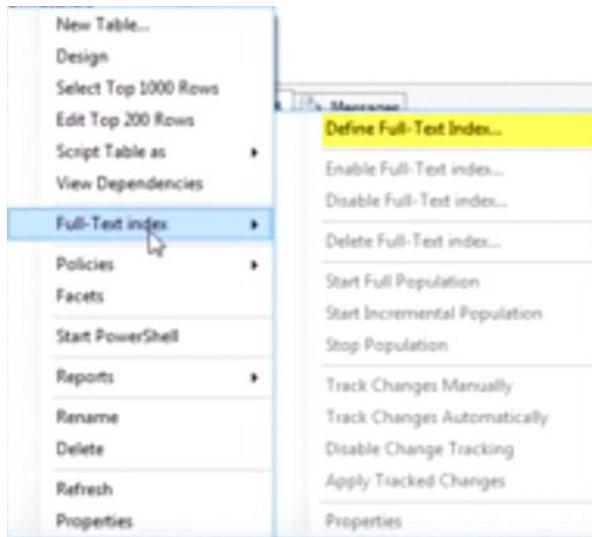 New Table...
Design
Select Top 1000 Rows
Edit Top 200 Rows
Script Table as
View Dependencies
Full-Text index
Policies
Facets
Start PowerShell
Reports
Rename
Delete
Refresh
Properties
Messages
Define Full-Text Index...
Enable Full-Text index...
Disable Full-Text index...
Delete Full-Text index...
Start Full Population
Start Incremental Population
Stop Population
Track Changes Manually
Track Changes Automatically
Disable Change Tracking
Apply Tracked Changes
Properties